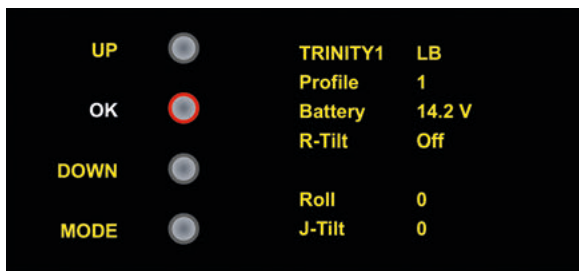 UP
OK
DOWN
MODE
TRINITY1 LB
Profile 1
Battery 14.2 V
R-Tilt Off
Roll 0
J-Tilt 0